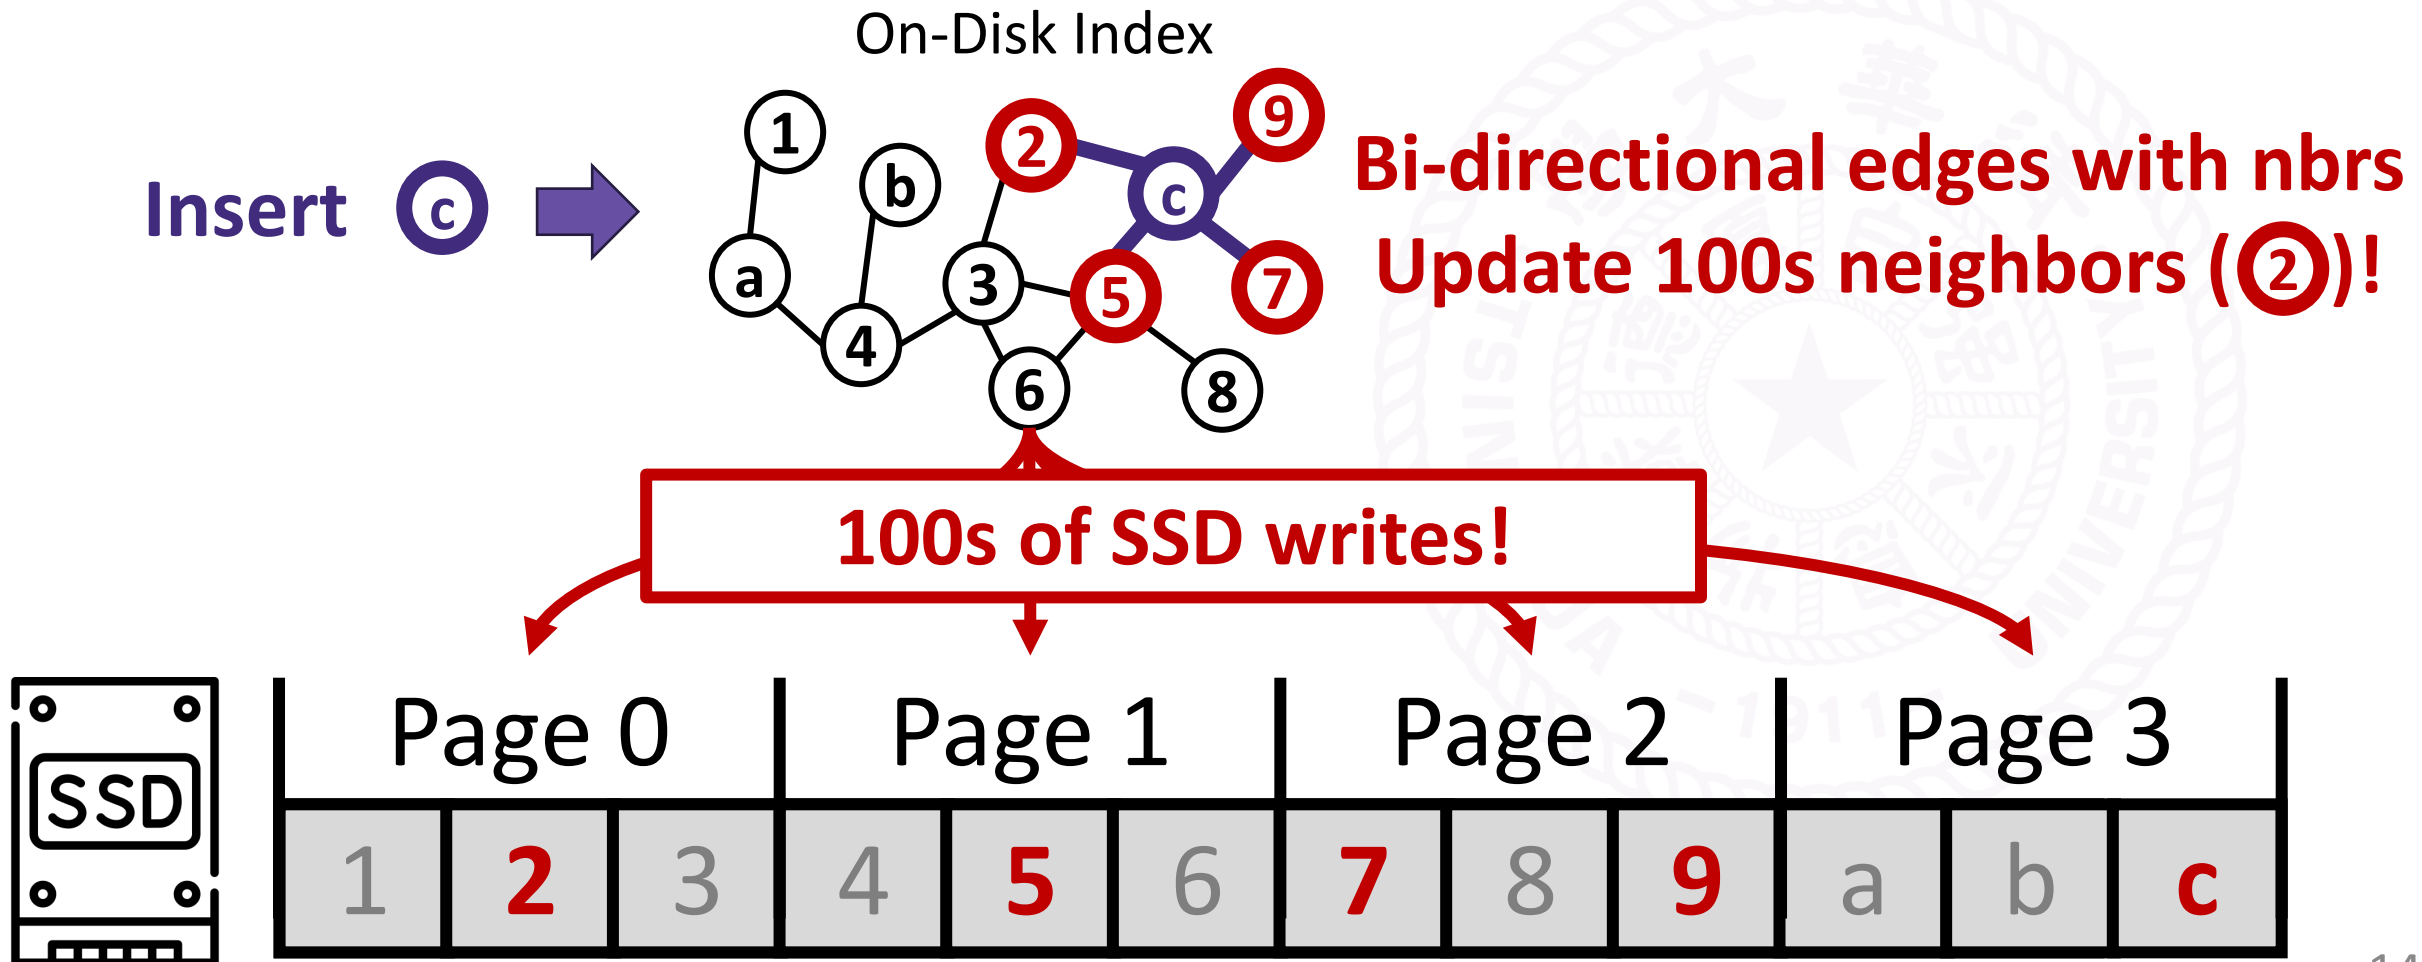 On-Disk Index
Insert c
1
2
9
b
c
a
3
5
7
4
6
8
Bi-directional edges with nbrs
Update 100s neighbors (2)!
100s of SSD writes!
SSD
Page 0 Page 1 Page 2 Page 3
1 2 3 4 5 6 7 8 9 a b c
14